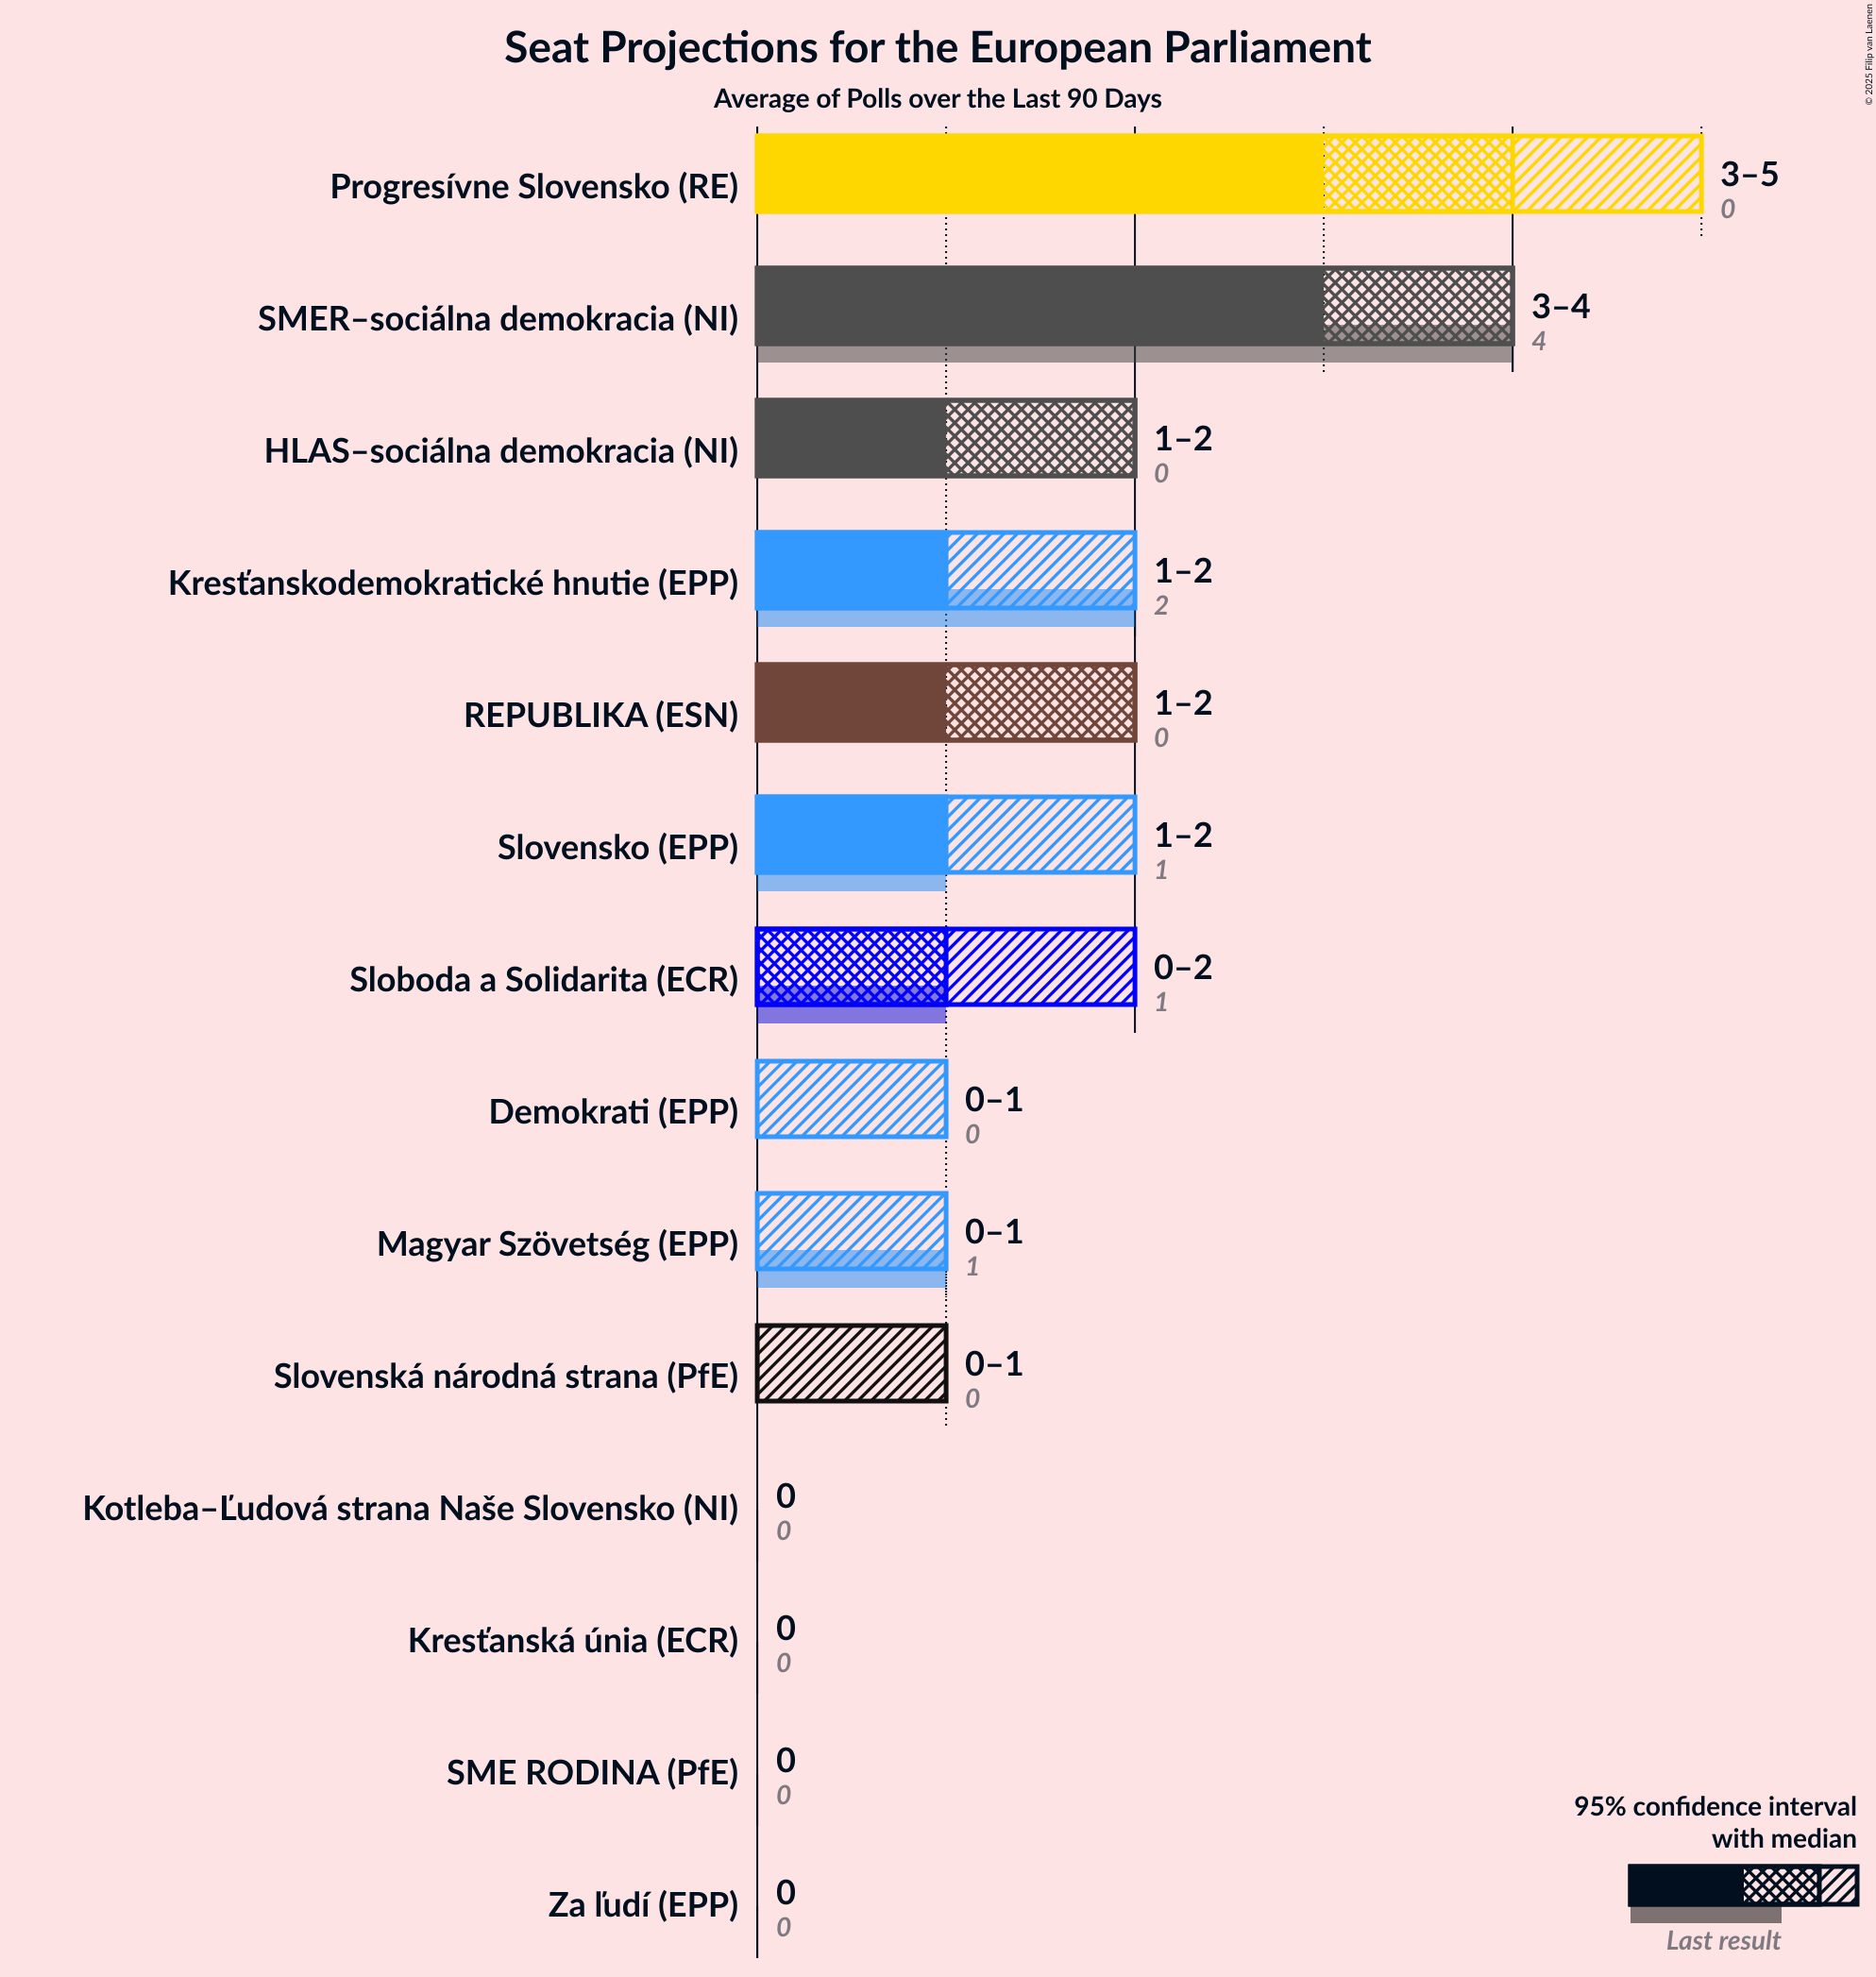 Seat Projections for the European Parliament
Average of Polls over the Last 90 Days
© 2025 Filip van Laenen
Progresívne Slovensko (RE)
3–5
0
SMER–sociálna demokracia (NI)
3–4
4
HLAS–sociálna demokracia (NI)
1–2
0
Kresťanskodemokratické hnutie (EPP)
1–2
2
REPUBLIKA (ESN)
1–2
0
Slovensko (EPP)
1–2
1
Sloboda a Solidarita (ECR)
0–2
1
Demokrati (EPP)
0–1
0
Magyar Szövetség (EPP)
0–1
1
Slovenská národná strana (PfE)
0–1
0
Kotleba–Ľudová strana Naše Slovensko (NI)
0
0
Kresťanská únia (ECR)
0
0
SME RODINA (PfE)
0
0
Za ľudí (EPP)
0
0
95% confidence interval
with median
Last result